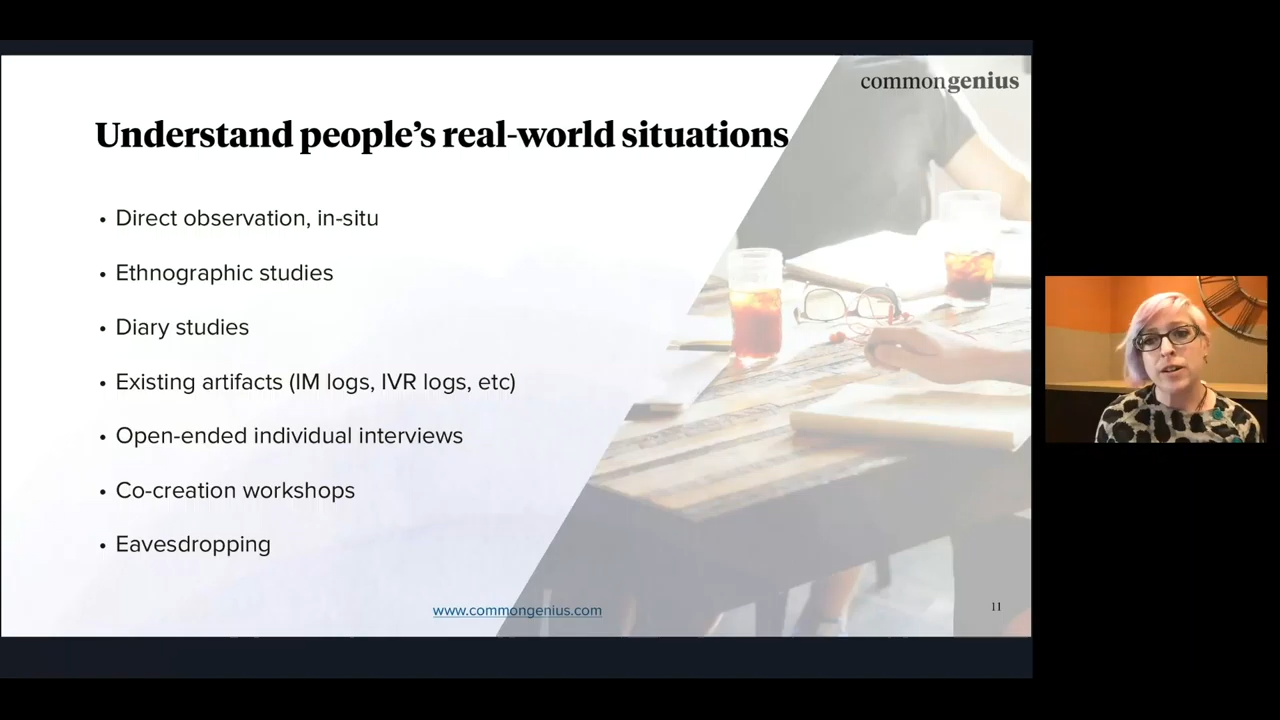 commongenius
Understand people's real-world situations
• Direct observation, in-situ
• Ethnographic studies
• Diary studies
• Existing artifacts (IM logs, IVR logs, etc)
• Open-ended individual interviews
• Co-creation workshops
• Eavesdropping
www.commongenius.com
11